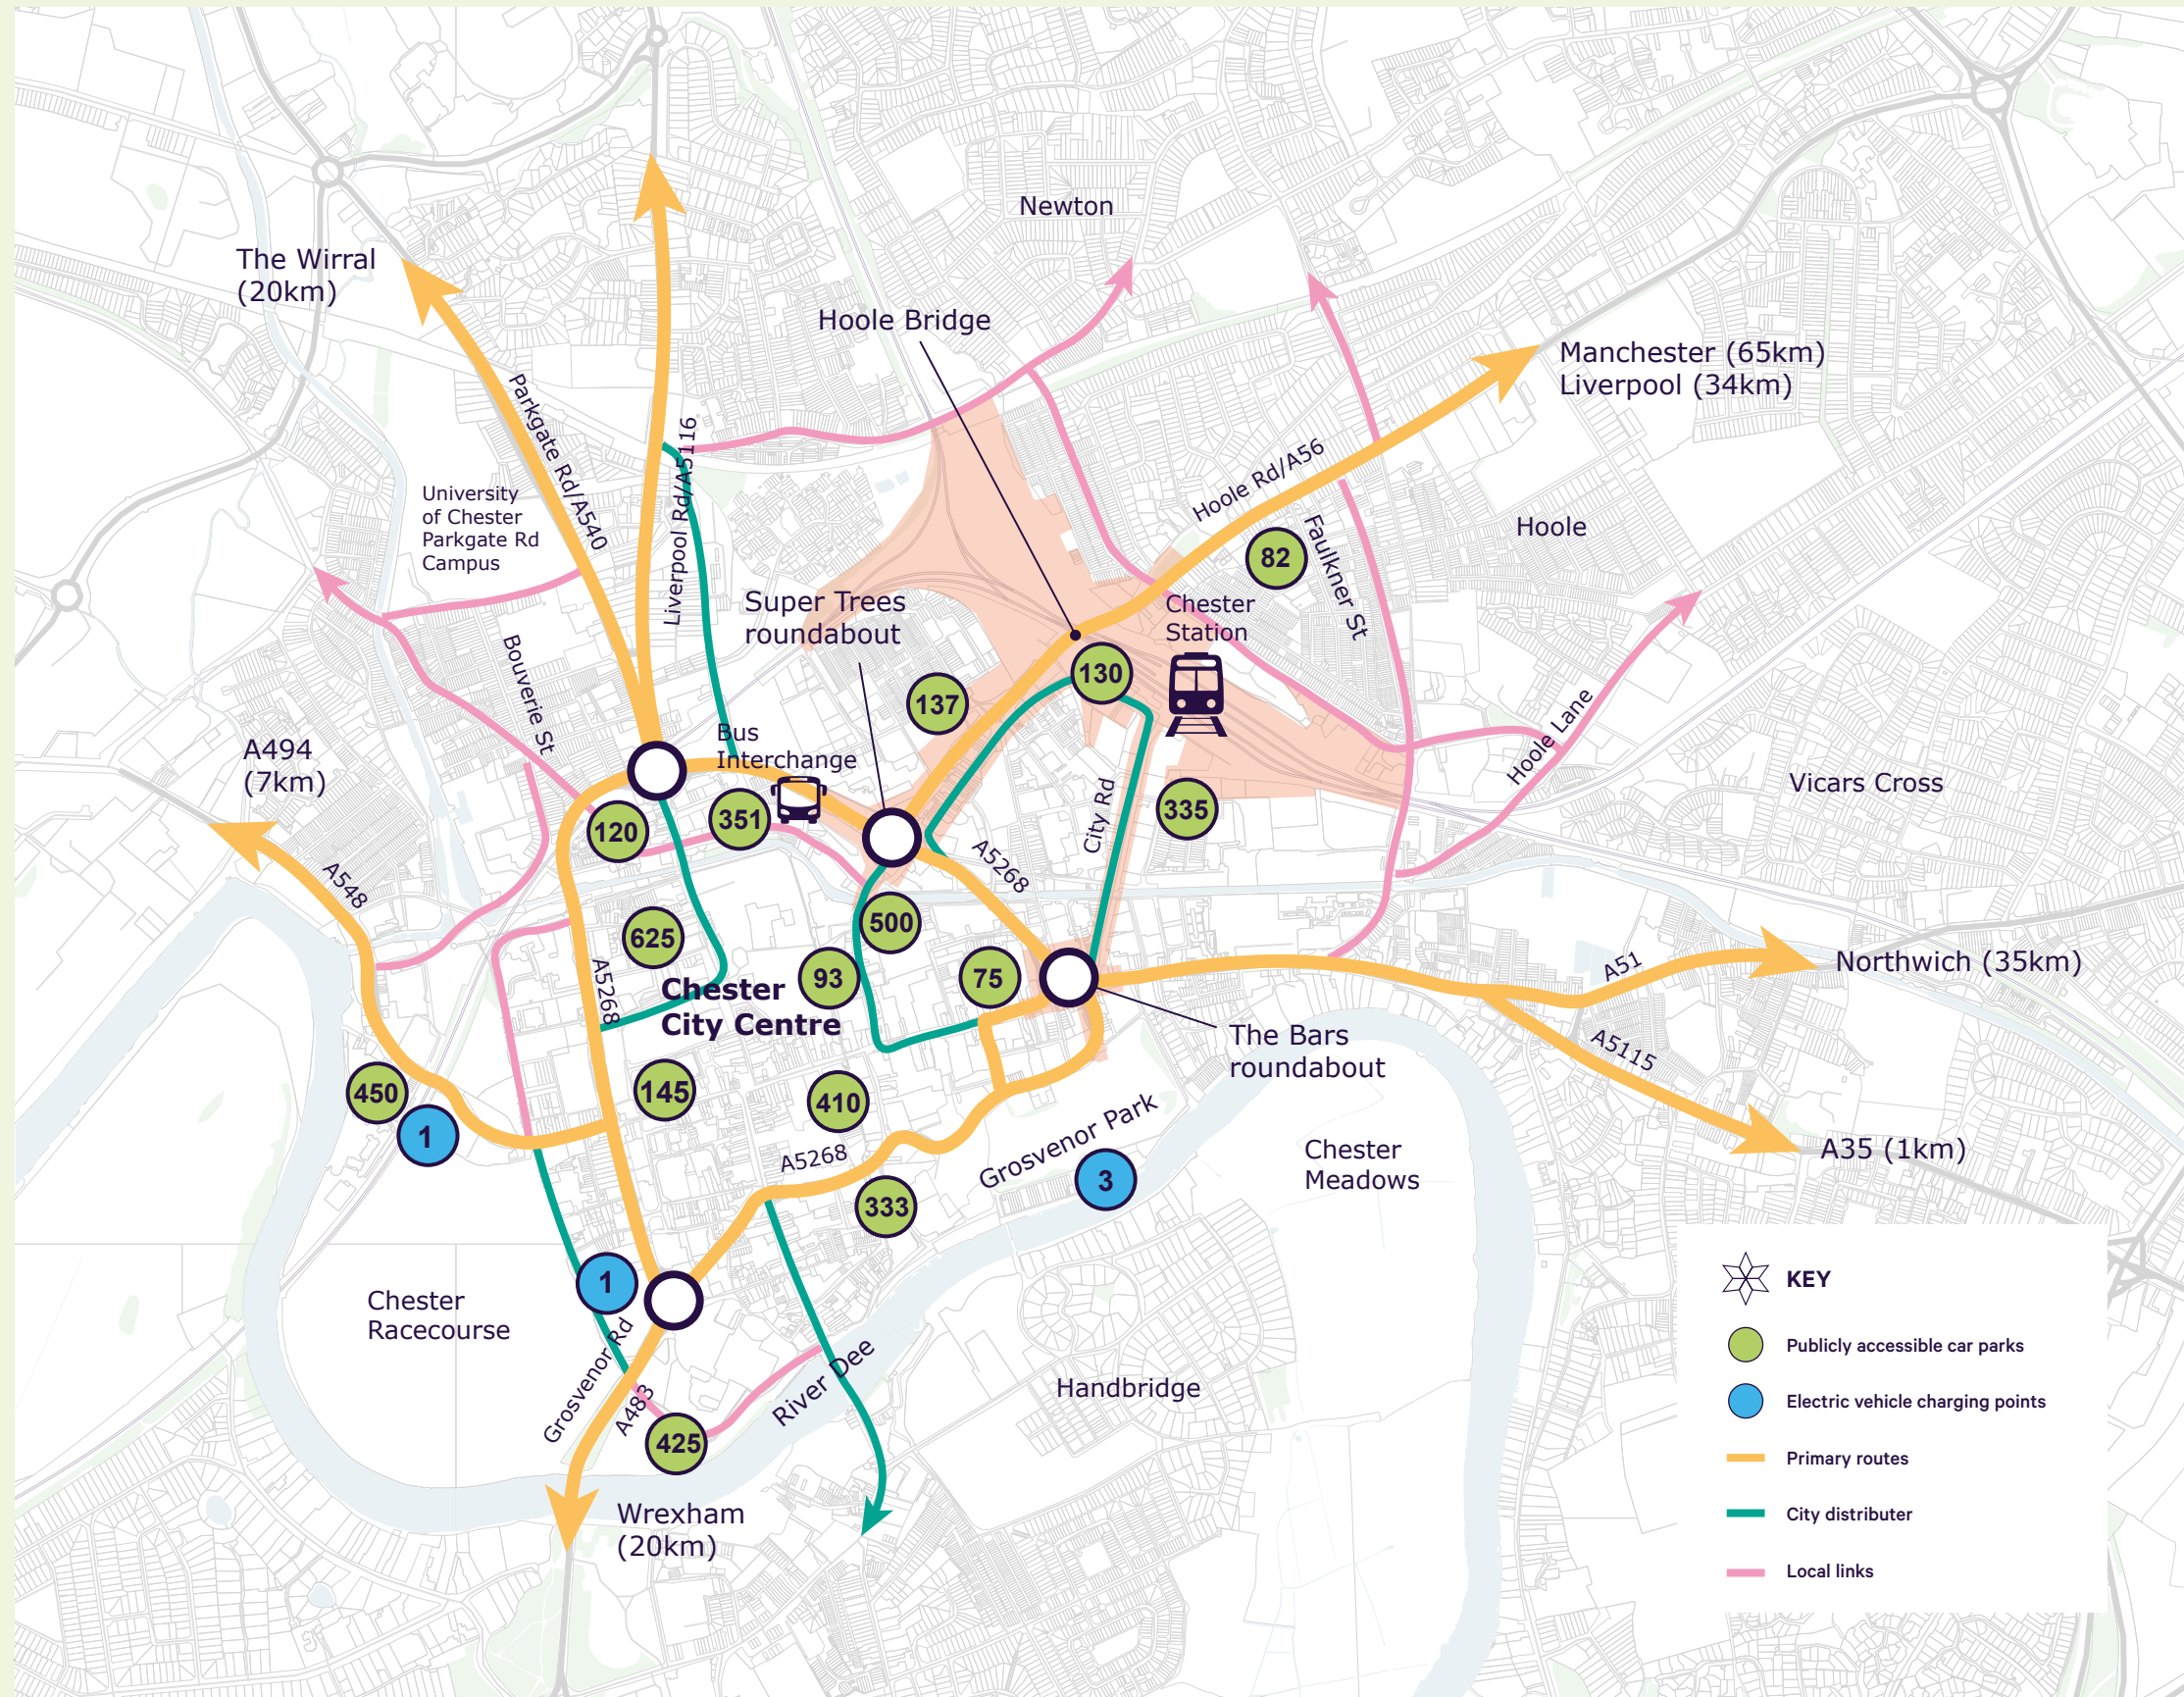 Newton
The Wirral
(20km)
Hoole Bridge
Manchester (65km)
Liverpool (34km)
Parkgate Rd/A540
Liverpool Rd/A5116
Hoole Rd/A56
University
of Chester
Parkgate Rd
Campus
Hoole
Faulkner St
82
Super Trees
roundabout
Chester
Station
Bouverie St
130
137
Bus
Interchange
A494
(7km)
Hoole Lane
Vicars Cross
120
351
335
City Rd
A5268
A548
500
625
93
75
A5268
Chester
City Centre
A51
Northwich (35km)
The Bars
roundabout
A5115
450
1
145
410
A5268
Grosvenor Park
3
Chester
Meadows
A35 (1km)
333
1
Chester
Racecourse
Grosvenor Rd
A483
River Dee
Handbridge
425
Wrexham
(20km)
KEY
Publicly accessible car parks
Electric vehicle charging points
Primary routes
City distributer
Local links